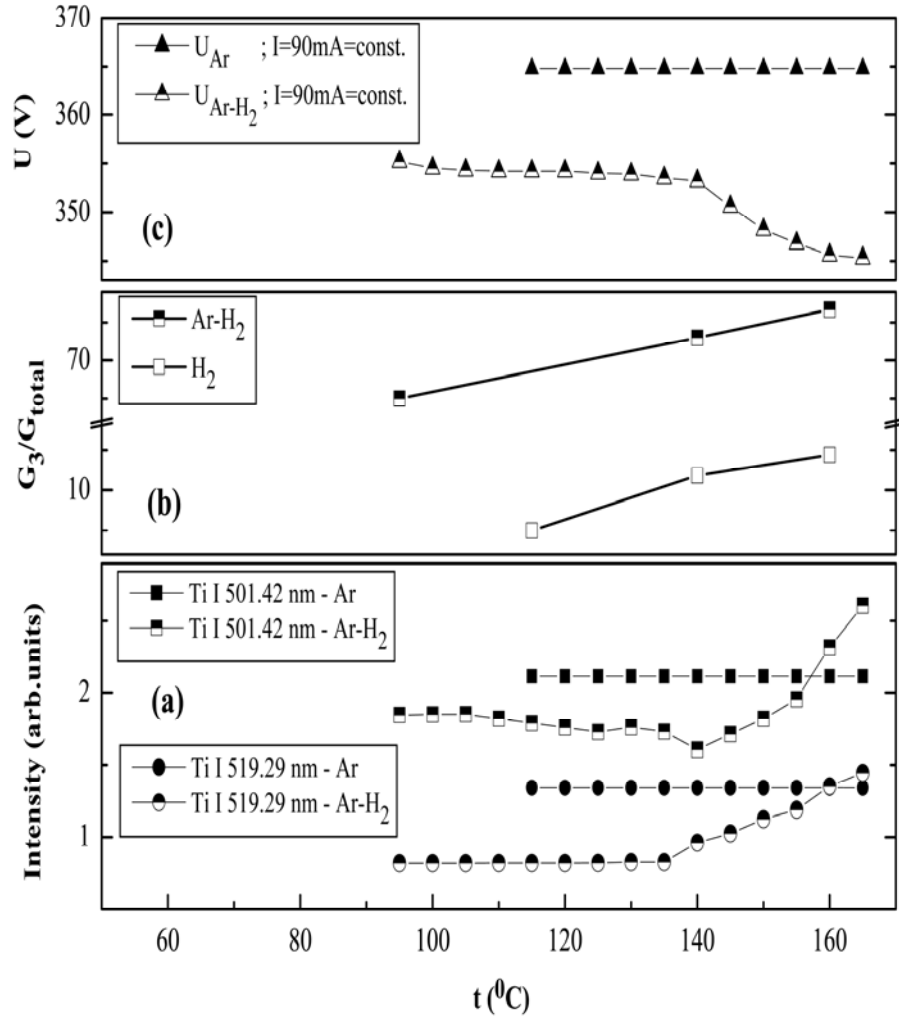 370
360
350
U (V)
U_Ar ; I=90mA=const.
U_Ar-H₂ ; I=90mA=const.
(c)
Ar-H₂
H₂
70
10
G₃/G_total
(b)
Ti I 501.42 nm - Ar
Ti I 501.42 nm - Ar-H₂
(a)
Ti I 519.29 nm - Ar
Ti I 519.29 nm - Ar-H₂
2
1
Intensity (arb.units)
60 80 100 120 140 160
t (⁰C)